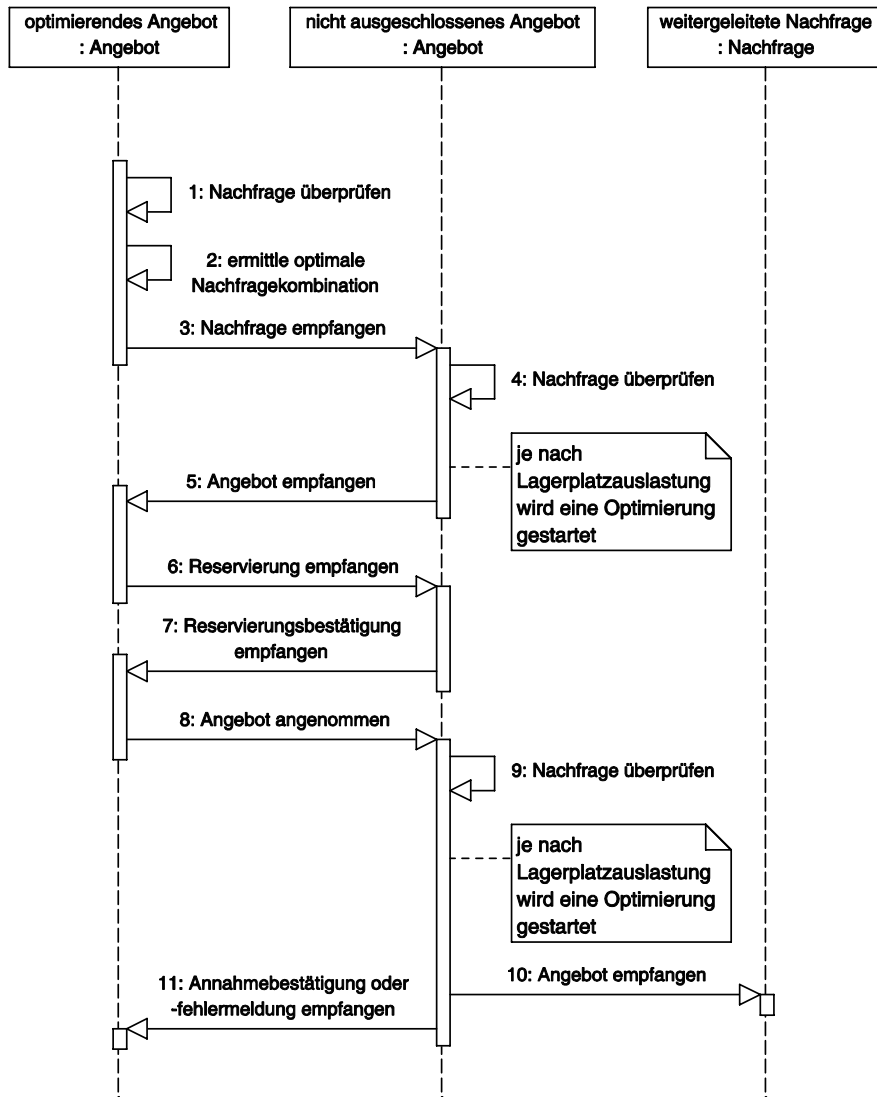 optimierendes Angebot
: Angebot
nicht ausgeschlossenes Angebot
: Angebot
weitergeleitete Nachfrage
: Nachfrage
1: Nachfrage überprüfen
2: ermittle optimale
Nachfragekombination
3: Nachfrage empfangen
4: Nachfrage überprüfen
je nach
Lagerplatzauslastung
wird eine Optimierung
gestartet
5: Angebot empfangen
6: Reservierung empfangen
7: Reservierungsbestätigung
empfangen
8: Angebot angenommen
9: Nachfrage überprüfen
je nach
Lagerplatzauslastung
wird eine Optimierung
gestartet
10: Angebot empfangen
11: Annahmebestätigung oder
-fehlermeldung empfangen